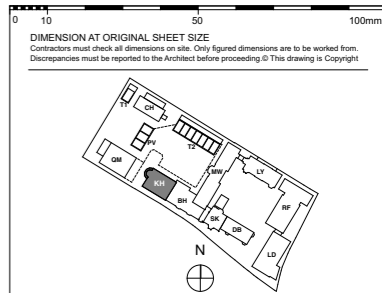 0 10 50 100mm
DIMENSION AT ORIGINAL SHEET SIZE
Contractors must check all dimensions on site. Only figured dimensions are to be worked from.
Discrepancies must be reported to the Architect before proceeding.© This drawing is Copyright
T1
CH
PV
T2
QM
MW
LY
KH
BH
RF
SK
DB
LD
N